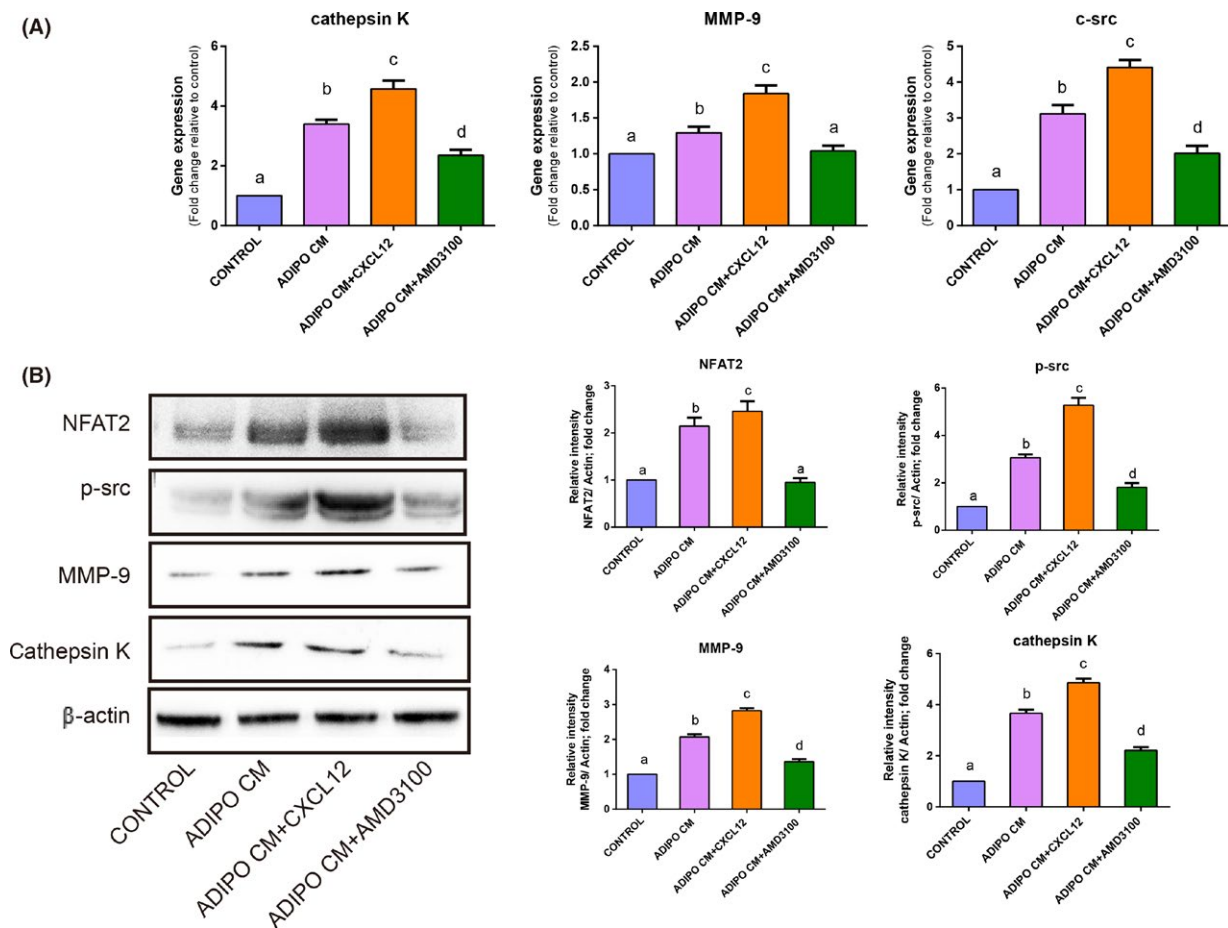 (A)
cathepsin K
Gene expression
(Fold change relative to control)
6
4
2
0
a
b
c
d
CONTROL
ADIPO CM
ADIPO CM+CXCL12
ADIPO CM+AMD3100
MMP-9
Gene expression
(Fold change relative to control)
2.5
2.0
1.5
1.0
0.5
0.0
a
b
c
a
CONTROL
ADIPO CM
ADIPO CM+CXCL12
ADIPO CM+AMD3100
c-src
Gene expression
(Fold change relative to control)
5
4
3
2
1
0
a
b
c
d
CONTROL
ADIPO CM
ADIPO CM+CXCL12
ADIPO CM+AMD3100
(B)
NFAT2
p-src
MMP-9
Cathepsin K
β-actin
CONTROL
ADIPO CM
ADIPO CM+CXCL12
ADIPO CM+AMD3100
NFAT2
Relative intensity
NFAT2/ Actin; fold change
3
2
1
0
a
b
c
a
CONTROL
ADIPO CM
ADIPO CM+CXCL12
ADIPO CM+AMD3100
p-src
Relative intensity
p-src/ Actin; fold change
6
4
2
0
a
b
c
d
CONTROL
ADIPO CM
ADIPO CM+CXCL12
ADIPO CM+AMD3100
MMP-9
Relative intensity
MMP-9/ Actin; fold change
4
3
2
1
0
a
b
c
d
CONTROL
ADIPO CM
ADIPO CM+CXCL12
ADIPO CM+AMD3100
cathepsin K
Relative intensity
cathepsin K/ Actin; fold change
6
4
2
0
a
b
c
d
CONTROL
ADIPO CM
ADIPO CM+CXCL12
ADIPO CM+AMD3100